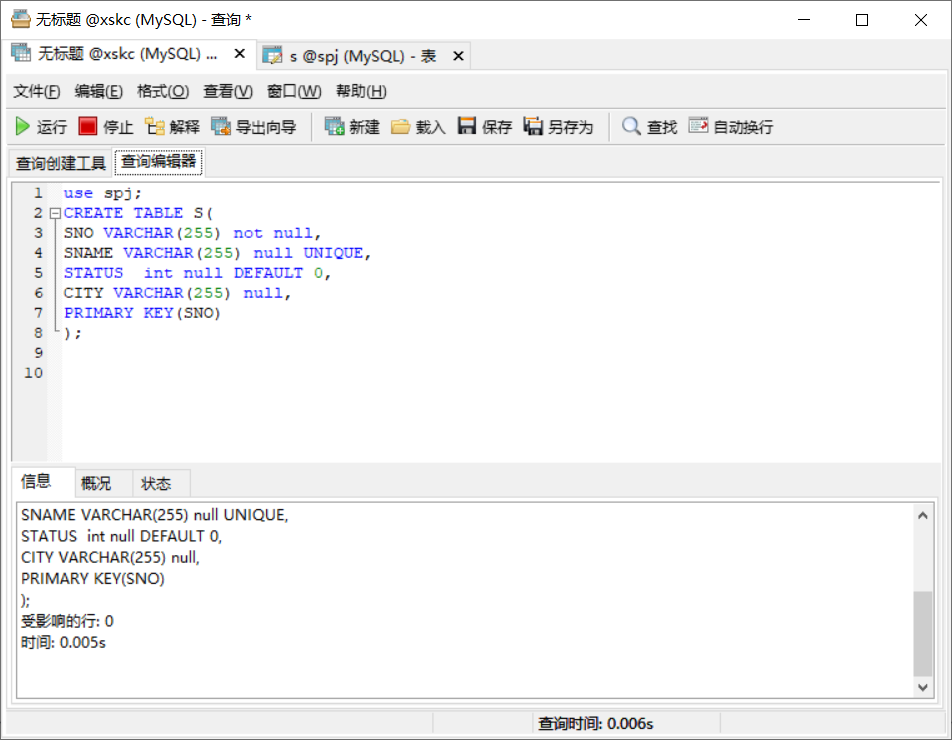 无标题 @xskc (MySQL) - 查询 *
无标题 @xskc (MySQL) ... s @spj (MySQL) - 表
文件(F) 编辑(E) 格式(O) 查看(V) 窗口(W) 帮助(H)
运行 停止 解释 导出向导 新建 载入 保存 另存为 查找 自动换行
查询创建工具 查询编辑器
1 use spj;
2 CREATE TABLE S(
3 SNO VARCHAR(255) not null,
4 SNAME VARCHAR(255) null UNIQUE,
5 STATUS  int null DEFAULT 0,
6 CITY VARCHAR(255) null,
7 PRIMARY KEY(SNO)
8 );
9
10
信息 概况 状态
SNAME VARCHAR(255) null UNIQUE,
STATUS  int null DEFAULT 0,
CITY VARCHAR(255) null,
PRIMARY KEY(SNO)
);
受影响的行: 0
时间: 0.005s
查询时间: 0.006s